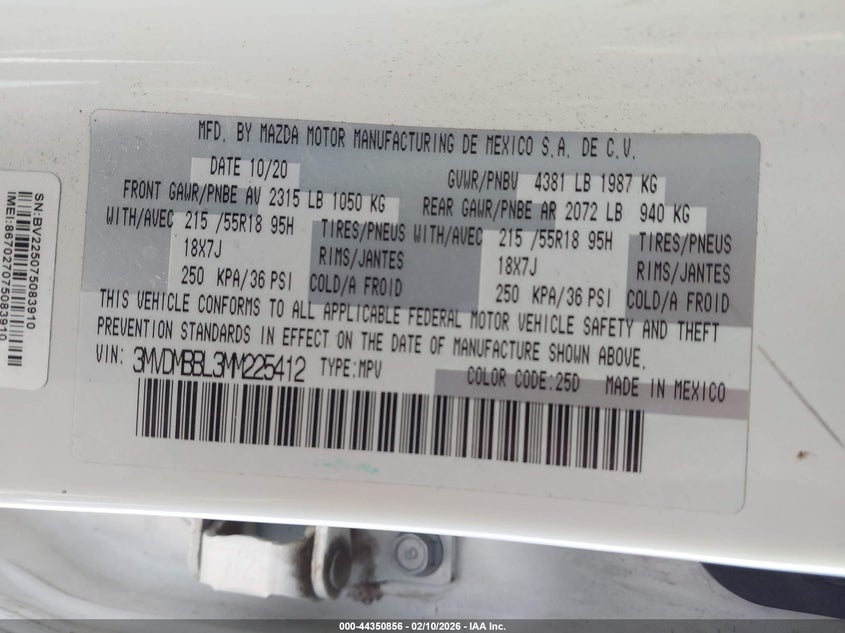 MFD. BY MAZDA MOTOR MANUFACTURING DE MEXICO S.A. DE C.V.
DATE 10/20 GVWR/PNBV 4381 LB 1987 KG
FRONT GAWR/PNBE AV 2315 LB 1050 KG REAR GAWR/PNBE AR 2072 LB 940 KG
WITH/AVEC 215 /55R18 95H TIRES/PNEUS WITH/AVEC 215 /55R18 95H TIRES/PNEUS
18X7J RIMS/JANTES 18X7J RIMS/JANTES
250 KPA/36 PSI COLD/A FROID 250 KPA/36 PSI COLD/A FROID
THIS VEHICLE CONFORMS TO ALL APPLICABLE FEDERAL MOTOR VEHICLE SAFETY AND THEFT
PREVENTION STANDARDS IN EFFECT ON THE DATE OF MANUFACTURE SHOWN ABOVE.
VIN: 3MVDMBBL3MM225412 TYPE:MPV COLOR CODE:25D MADE IN MEXICO
SN:BV225075083910
IMEI:867027075083910
000-44350856 - 02/10/2026 - IAA Inc.